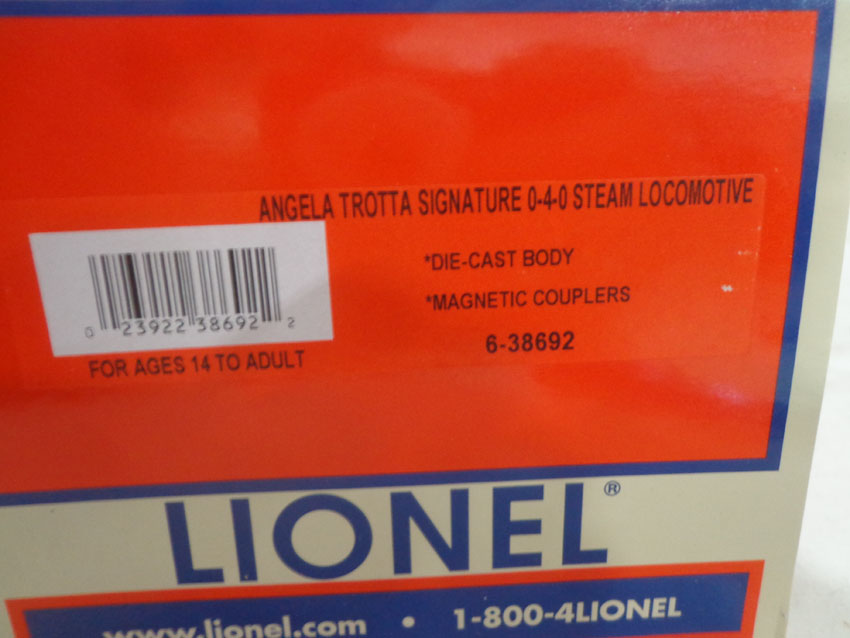 ANGELA TROTTA SIGNATURE 0-4-0 STEAM LOCOMOTIVE
*DIE-CAST BODY
*MAGNETIC COUPLERS
6-38692
0 23922 38692 2
FOR AGES 14 TO ADULT
LIONEL®
www.lionel.com • 1-800-4LIONEL